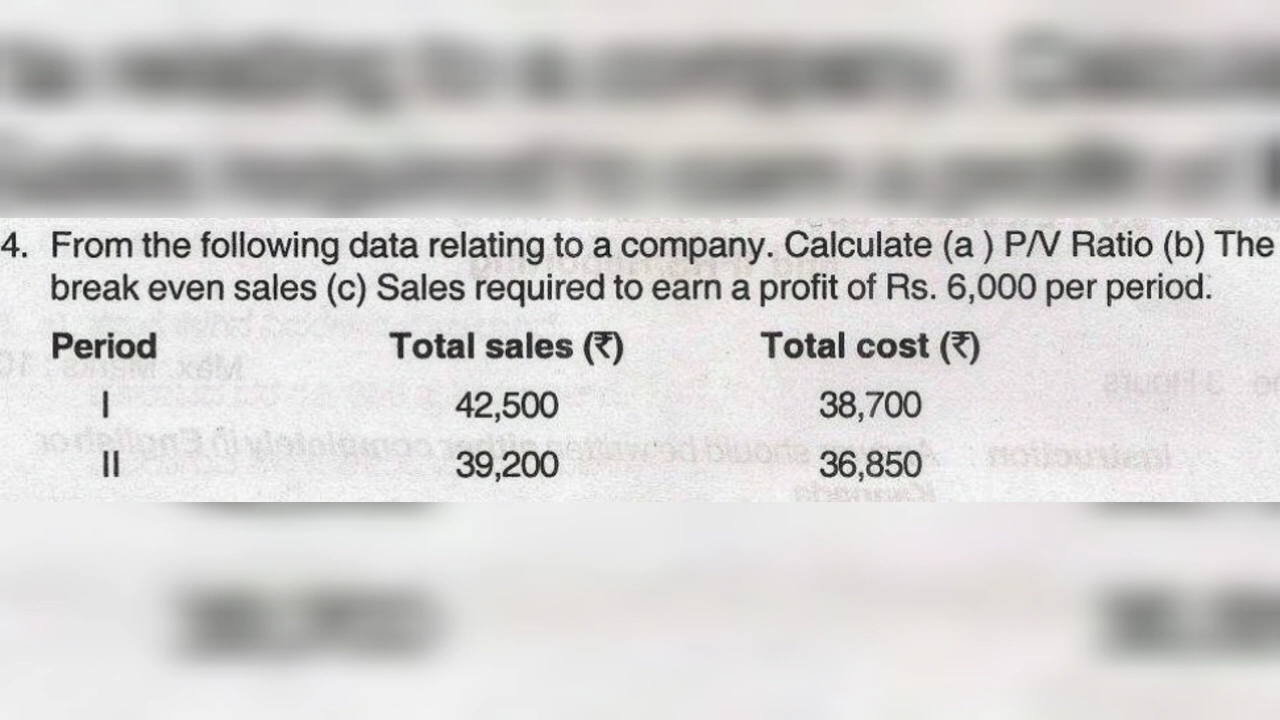 4. From the following data relating to a company. Calculate (a ) P/V Ratio (b) The
break even sales (c) Sales required to earn a profit of Rs. 6,000 per period.
Period Total sales (₹) Total cost (₹)
I 42,500 38,700
II 39,200 36,850